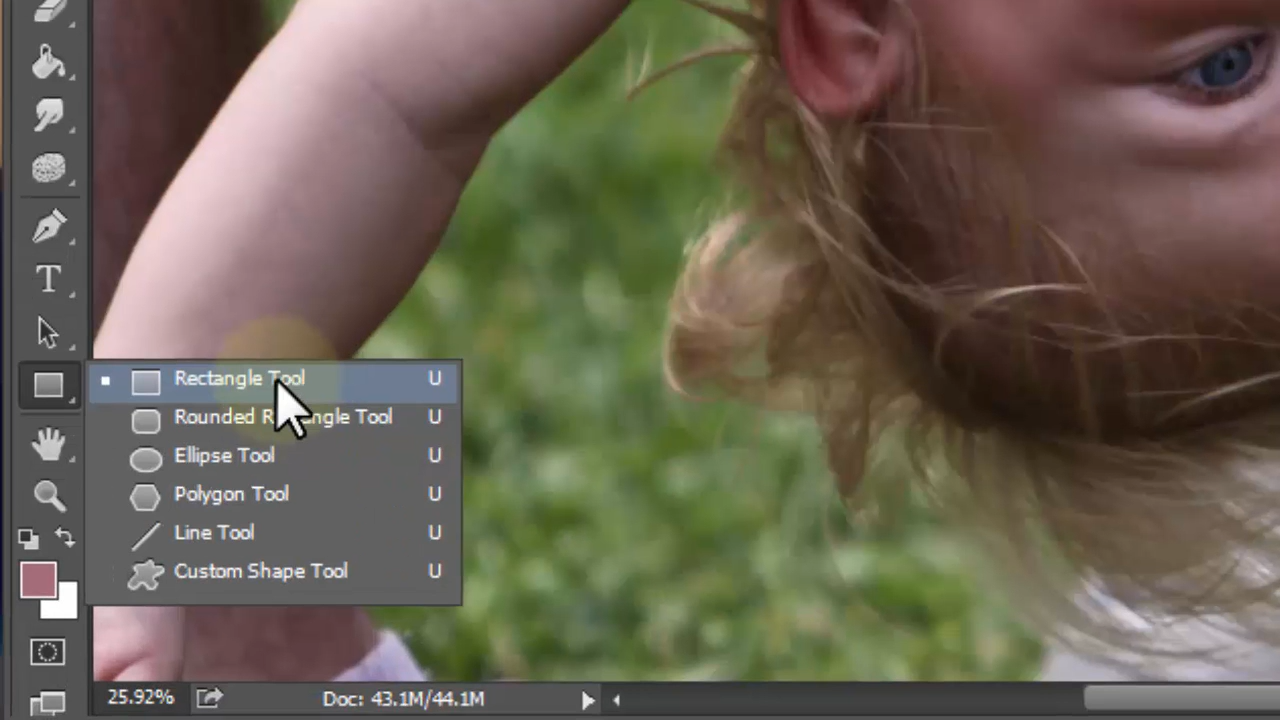 T
Rectangle Tool U
Rounded Rectangle Tool U
Ellipse Tool U
Polygon Tool U
Line Tool U
Custom Shape Tool U
25.92% Doc: 43.1M/44.1M